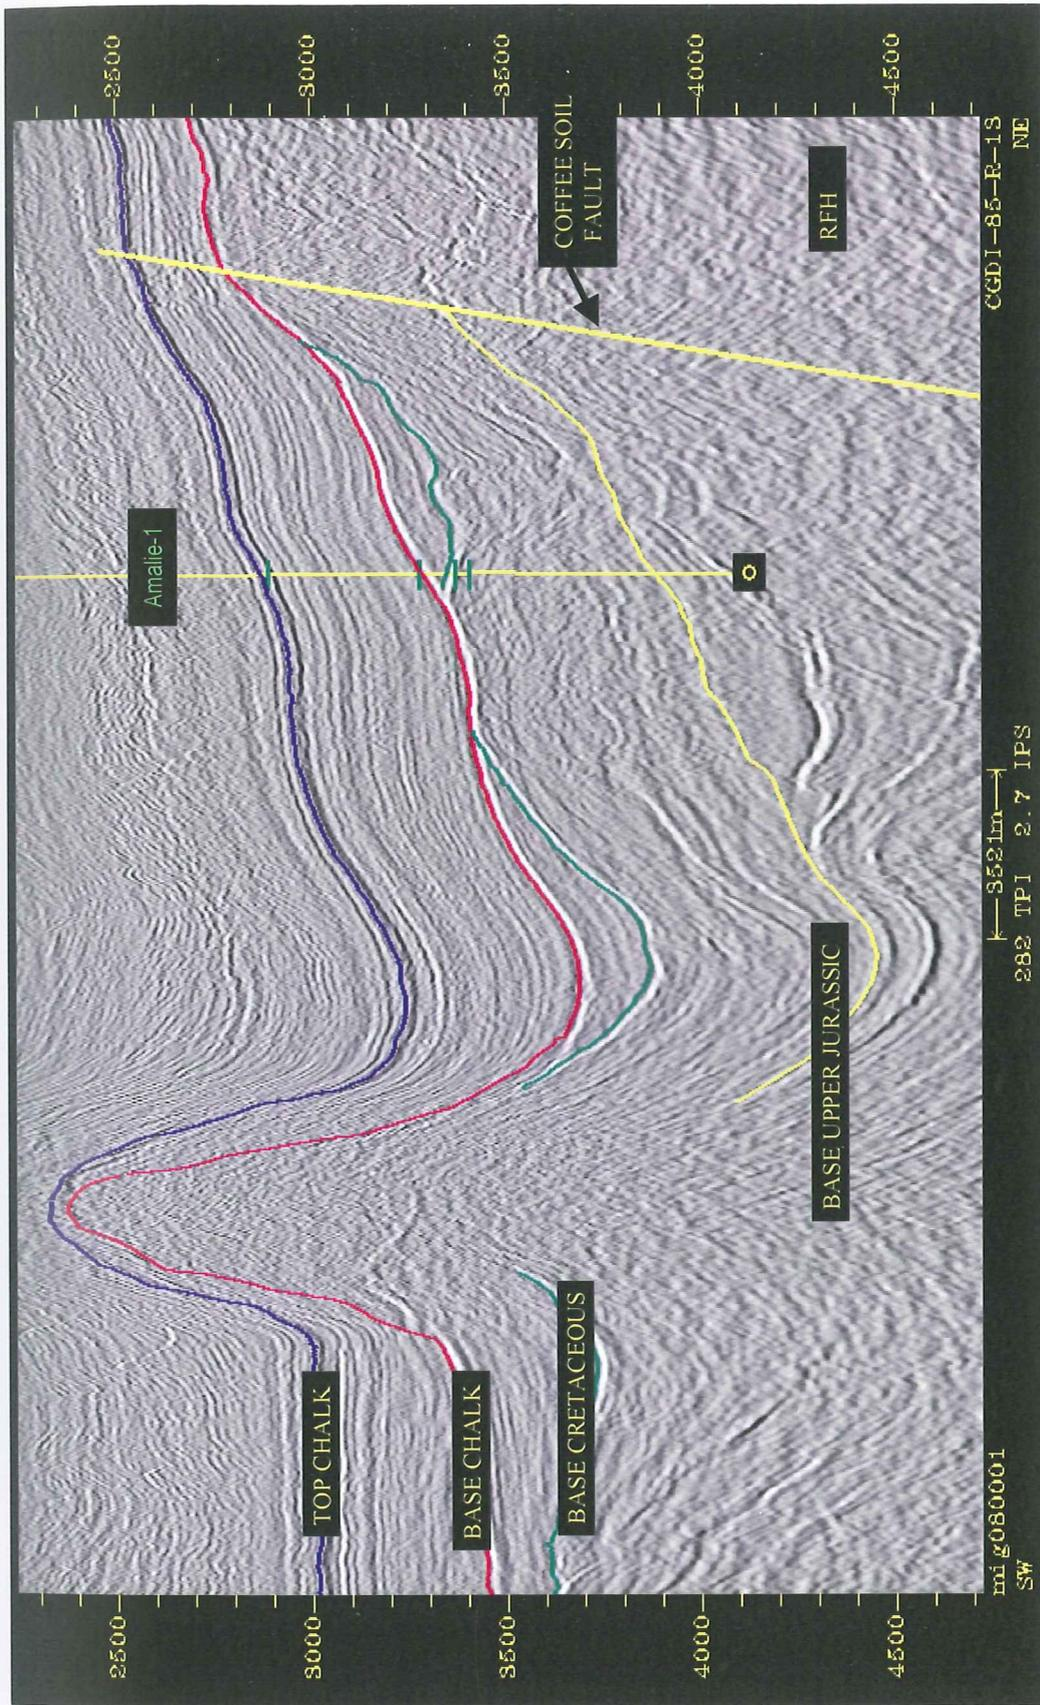 2500
3000
3500
4000
4500
Amalie-1
COFFEE SOIL
FAULT
RFH
TOP CHALK
BASE CHALK
BASE CRETACEOUS
BASE UPPER JURASSIC
2500
3000
3500
4000
4500
mig080001
CGDI-85-R-13
SW
3521m
NE
282 TPI 2.7 IPS